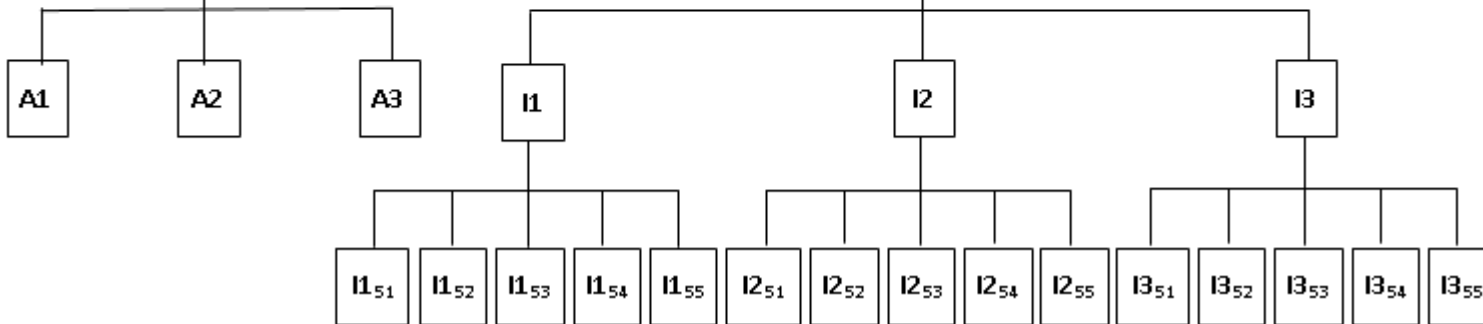 A1 A2 A3 I1 I2 I3
I1₅₁ I1₅₂ I1₅₃ I1₅₄ I1₅₅ I2₅₁ I2₅₂ I2₅₃ I2₅₄ I2₅₅ I3₅₁ I3₅₂ I3₅₃ I3₅₄ I3₅₅